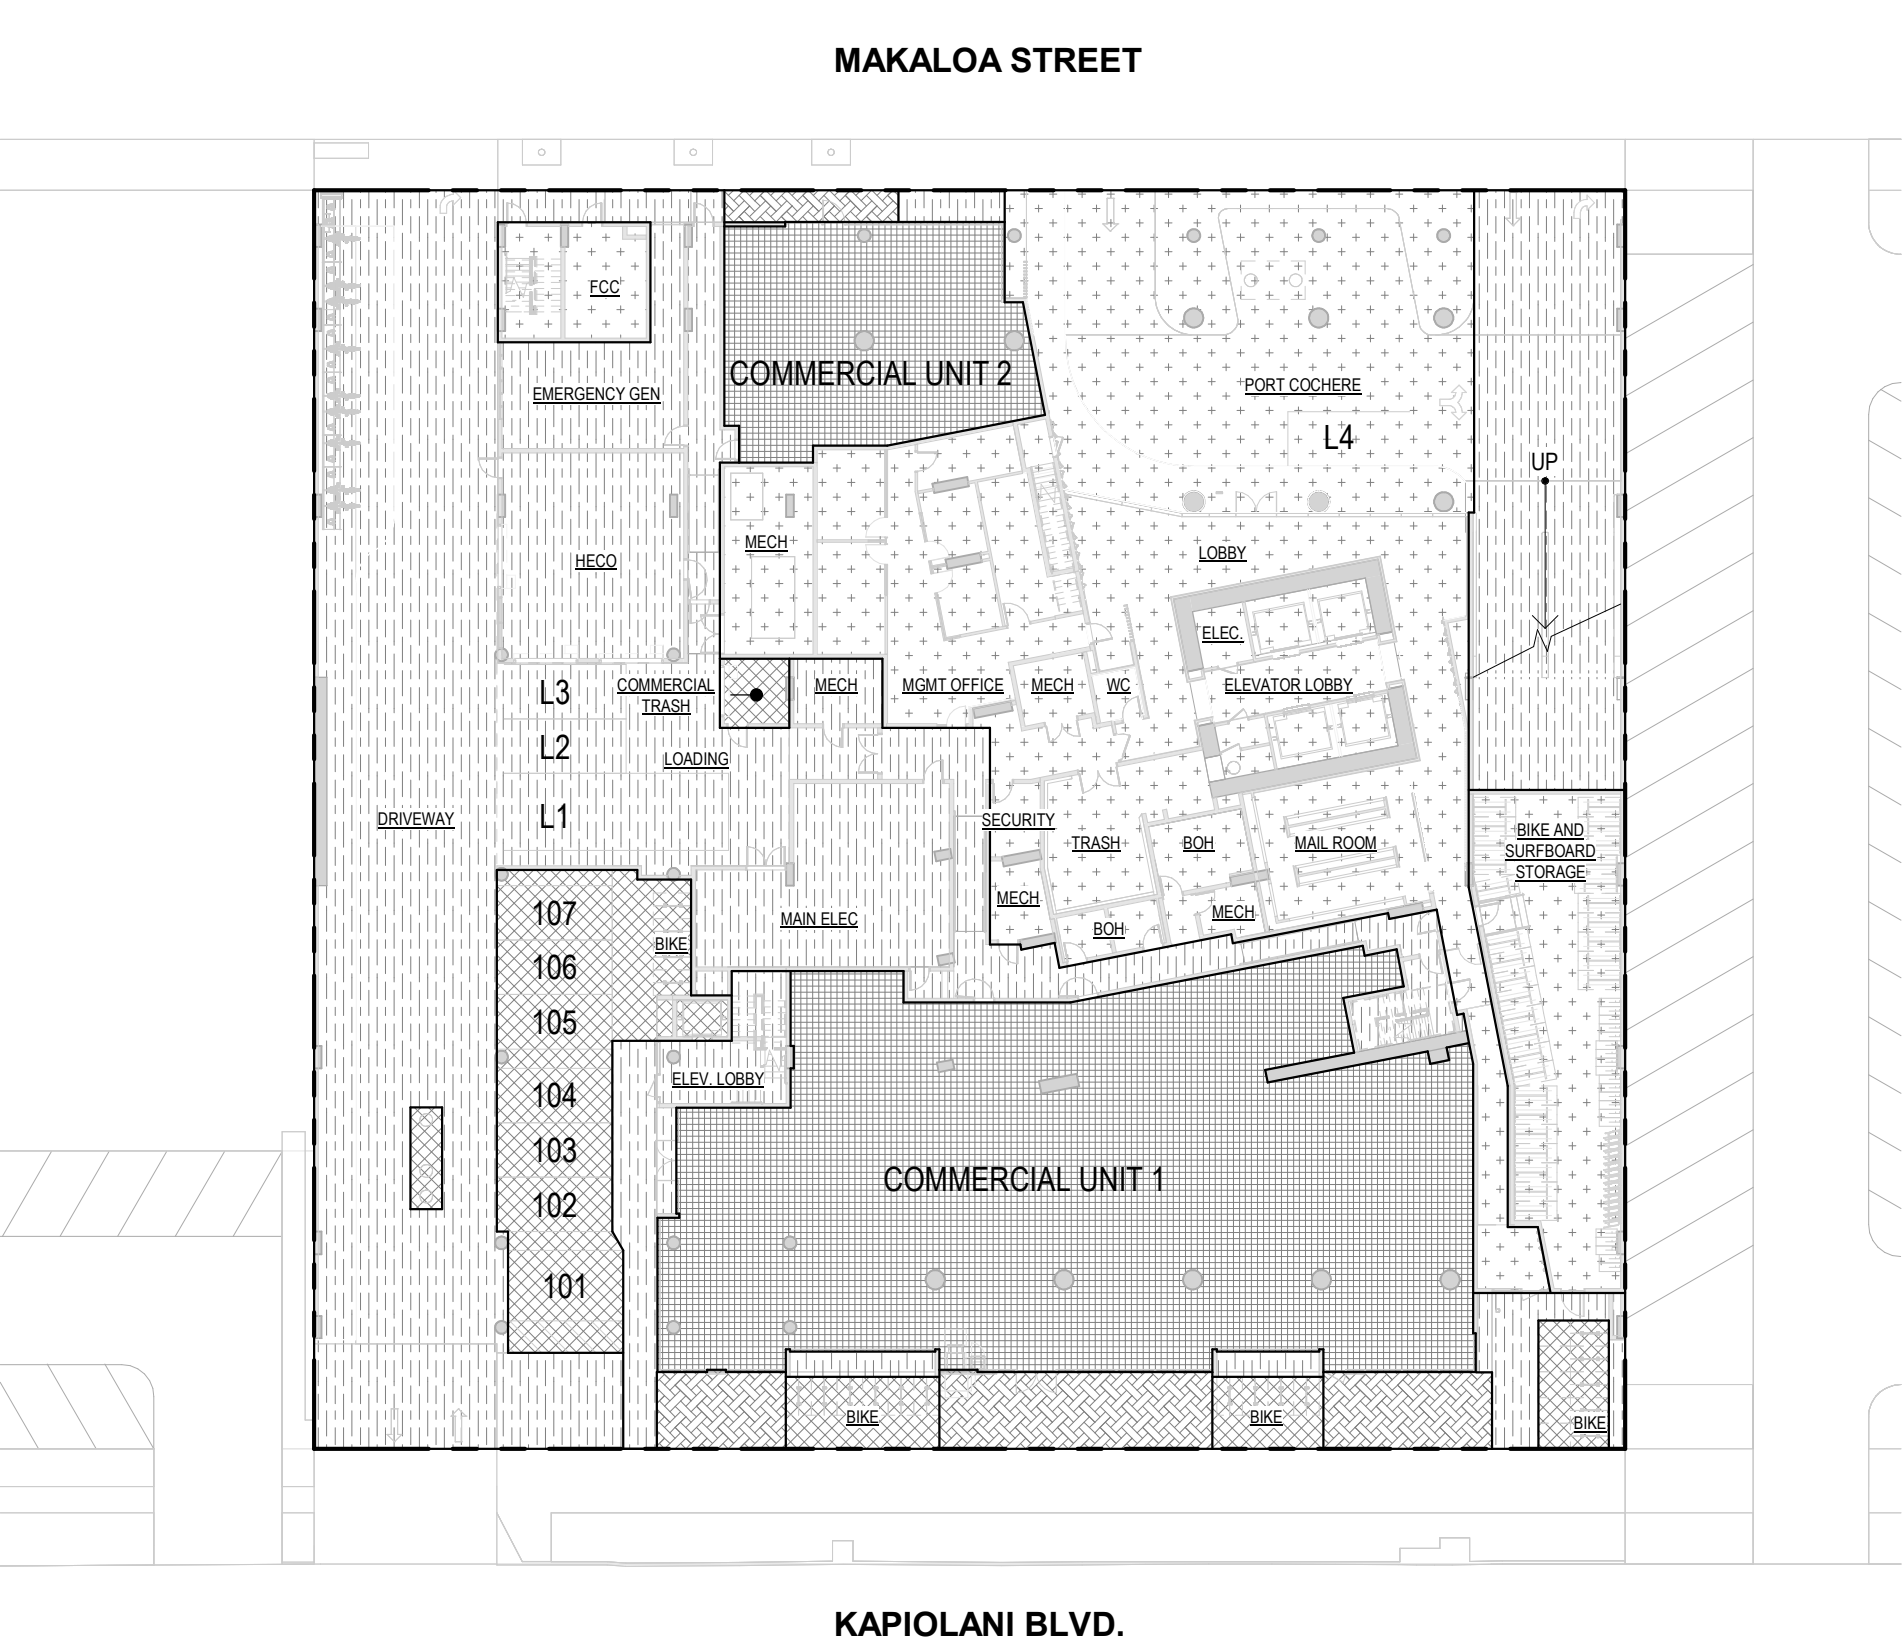 MAKALOA STREET
FCC
COMMERCIAL UNIT 2
EMERGENCY GEN
PORT COCHERE
L4
UP
MECH
LOBBY
HECO
ELEC.
L3
COMMERCIAL
TRASH
MECH
MGMT OFFICE
MECH
WC
ELEVATOR LOBBY
L2
LOADING
L1
DRIVEWAY
SECURITY
TRASH
BOH
MAIL ROOM
BIKE AND
SURFBOARD
STORAGE
MECH
107
MAIN ELEC
MECH
BOH
BIKE
106
105
ELEV. LOBBY
104
103
COMMERCIAL UNIT 1
102
101
BIKE
BIKE
BIKE
KAPIOLANI BLVD.